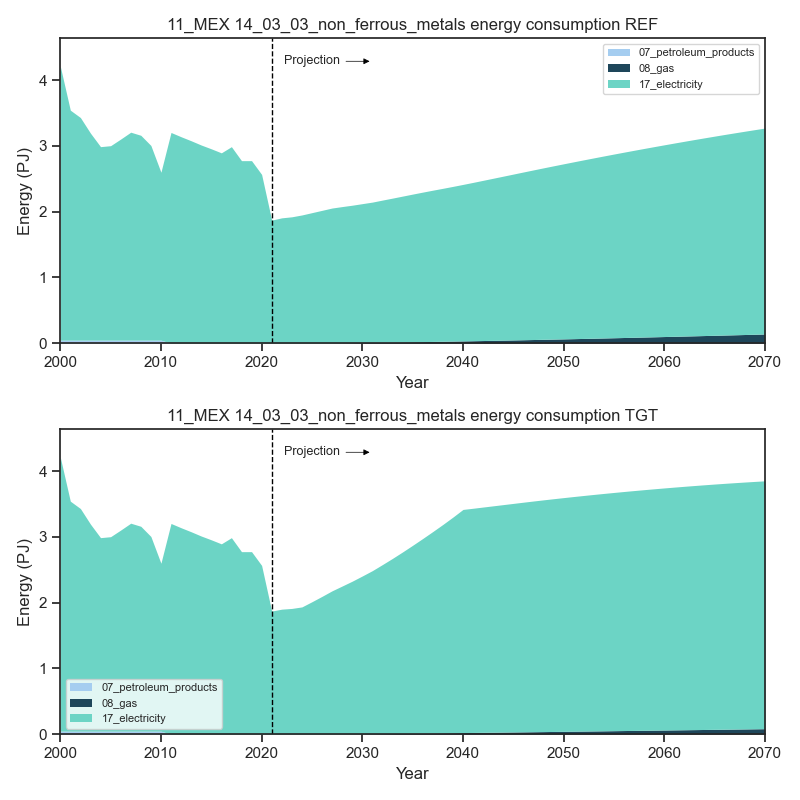 11_MEX 14_03_03_non_ferrous_metals energy consumption REF
Projection
07_petroleum_products
08_gas
17_electricity
4
3
2
1
0
Energy (PJ)
2000 2010 2020 2030 2040 2050 2060 2070
Year
11_MEX 14_03_03_non_ferrous_metals energy consumption TGT
Projection
4
3
2
1
0
Energy (PJ)
07_petroleum_products
08_gas
17_electricity
2000 2010 2020 2030 2040 2050 2060 2070
Year